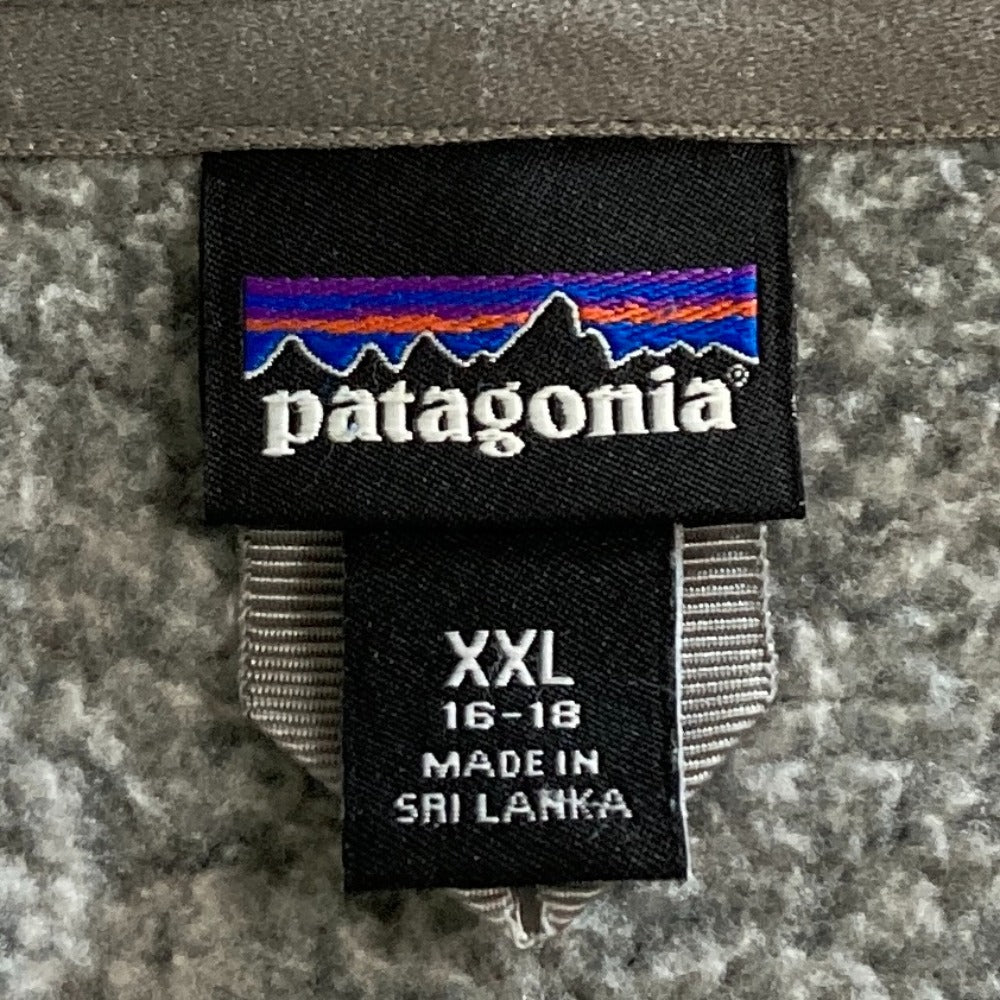 patagonia®
XXL
16-18
MADE IN
SRI LANKA